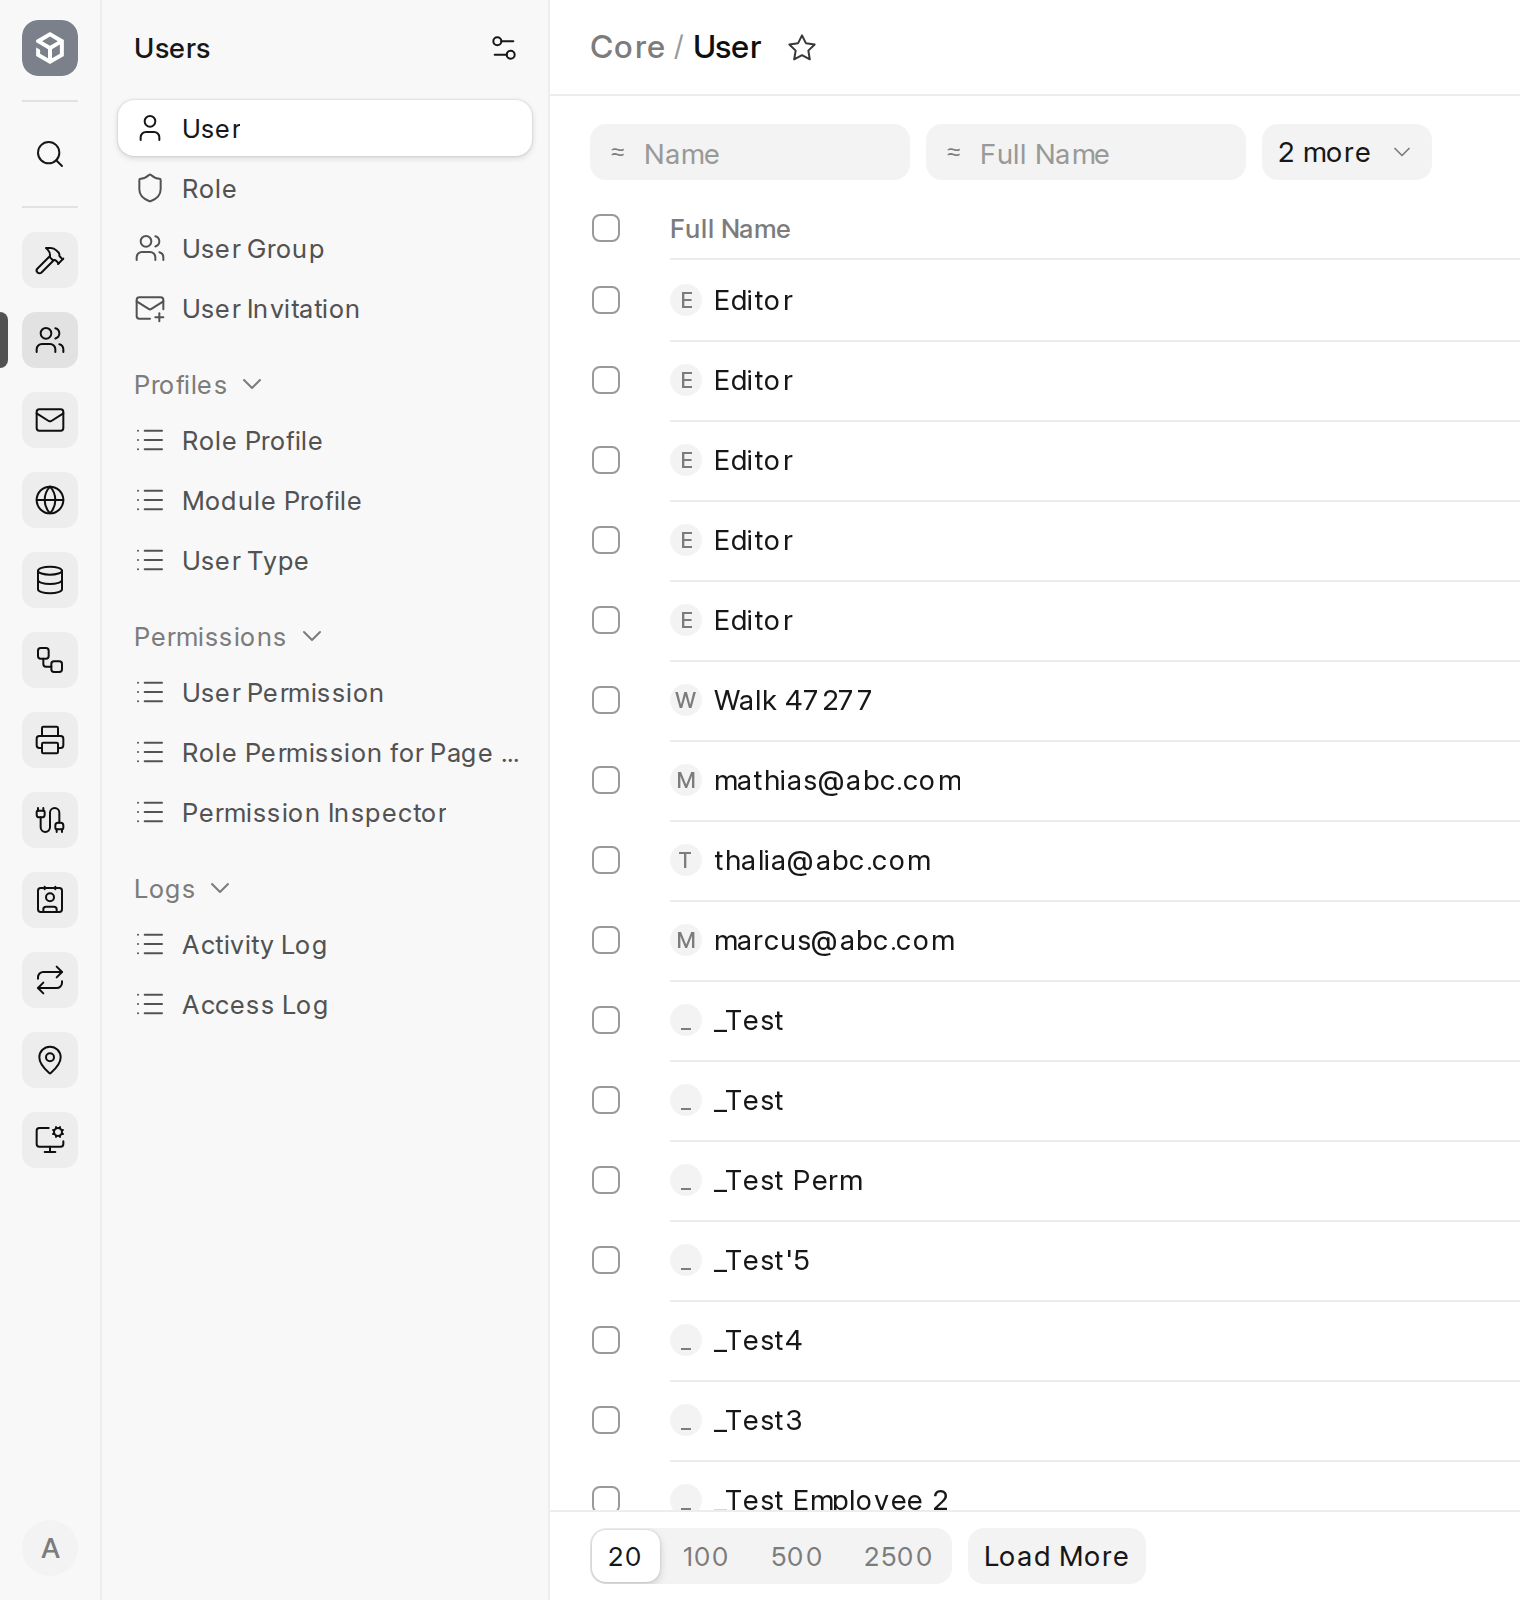 Users
User
Role
User Group
User Invitation
Profiles
Role Profile
Module Profile
User Type
Permissions
User Permission
Role Permission for Page ...
Permission Inspector
Logs
Activity Log
Access Log
A
Core / User
≈ Name
≈ Full Name
2 more
Full Name
E Editor
E Editor
E Editor
E Editor
E Editor
W Walk 47277
M mathias@abc.com
T thalia@abc.com
M marcus@abc.com
_ _Test
_ _Test
_ _Test Perm
_ _Test'5
_ _Test4
_ _Test3
_ _Test Employee 2
20 100 500 2500 Load More